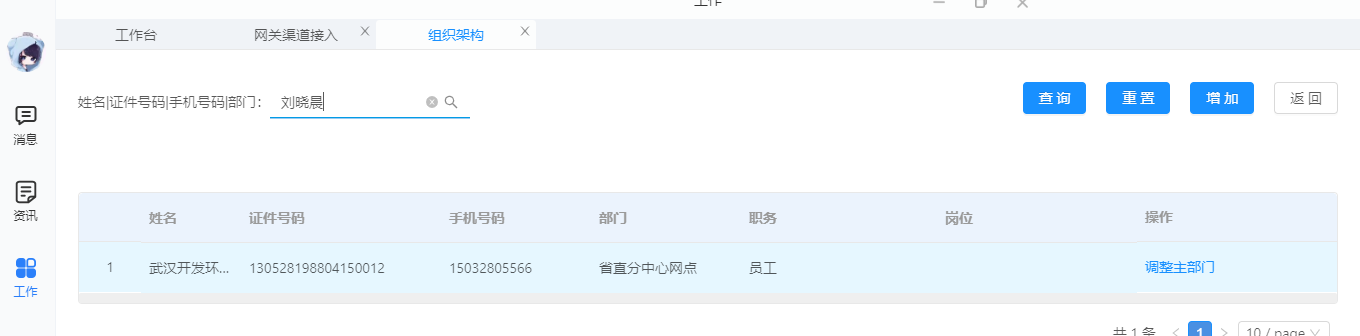 工作
工作台
网关渠道接入
组织架构
姓名|证件号码|手机号码|部门：
刘晓晨
查 询
重 置
增 加
返 回
消息
资讯
工作
姓名 证件号码 手机号码 部门 职务 岗位 操作
1 武汉开发环... 130528198804150012 15032805566 省直分中心网点 员工 调整主部门
共 1 条 < 1 > 10 / page